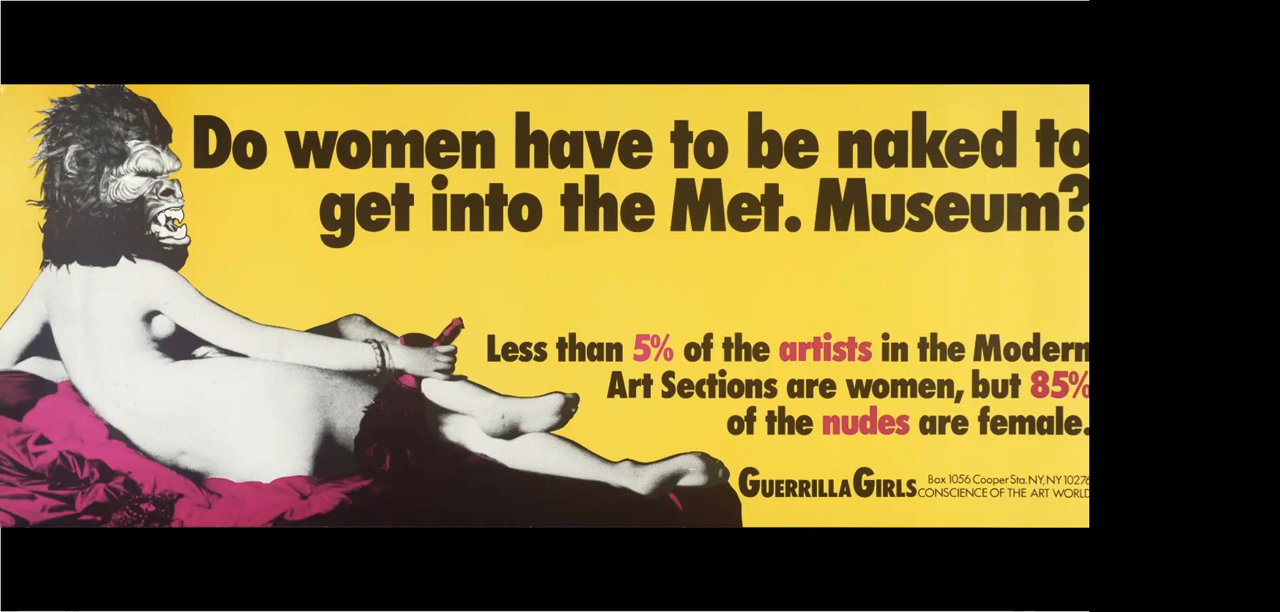 Do women have to be naked to
get into the Met. Museum?
Less than 5% of the artists in the Modern
Art Sections are women, but 85%
of the nudes are female.
GUERRILLA GIRLS Box 1056 Cooper Sta. NY, NY 10276
CONSCIENCE OF THE ART WORLD